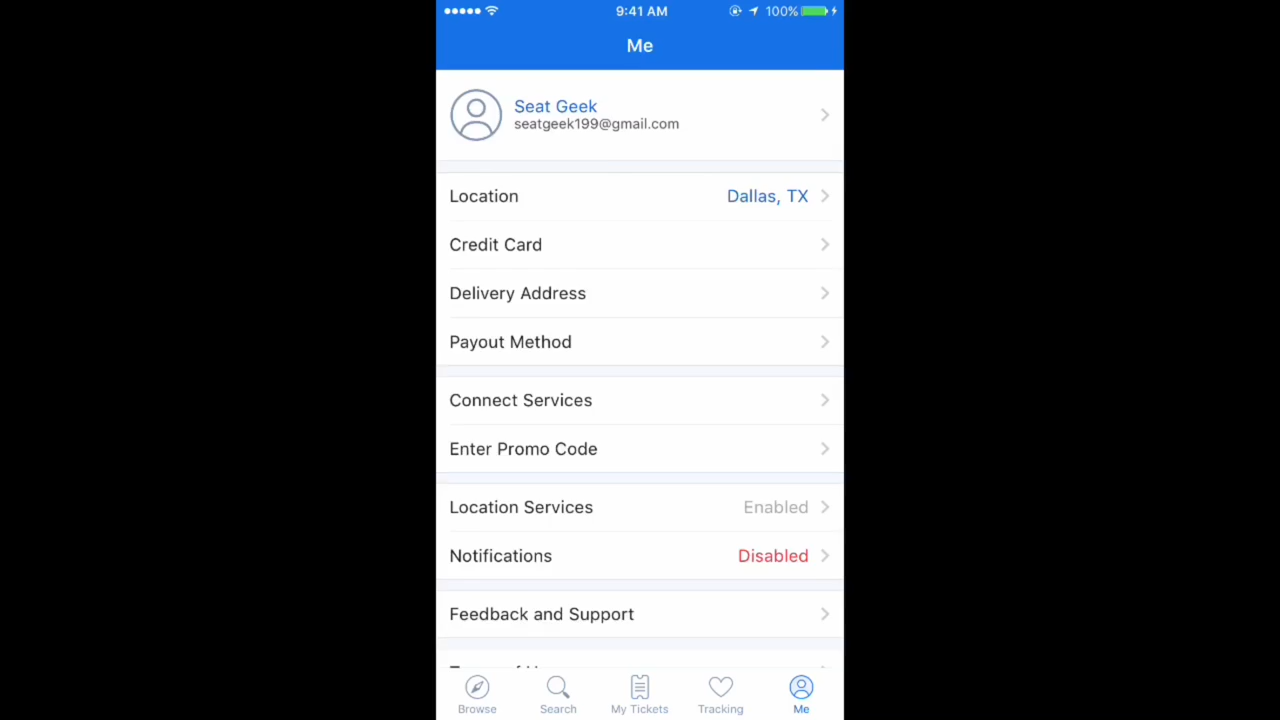 9:41 AM
100%
Me
Seat Geek
seatgeek199@gmail.com
Location
Dallas, TX
Credit Card
Delivery Address
Payout Method
Connect Services
Enter Promo Code
Location Services
Enabled
Notifications
Disabled
Feedback and Support
Browse
Search
My Tickets
Tracking
Me